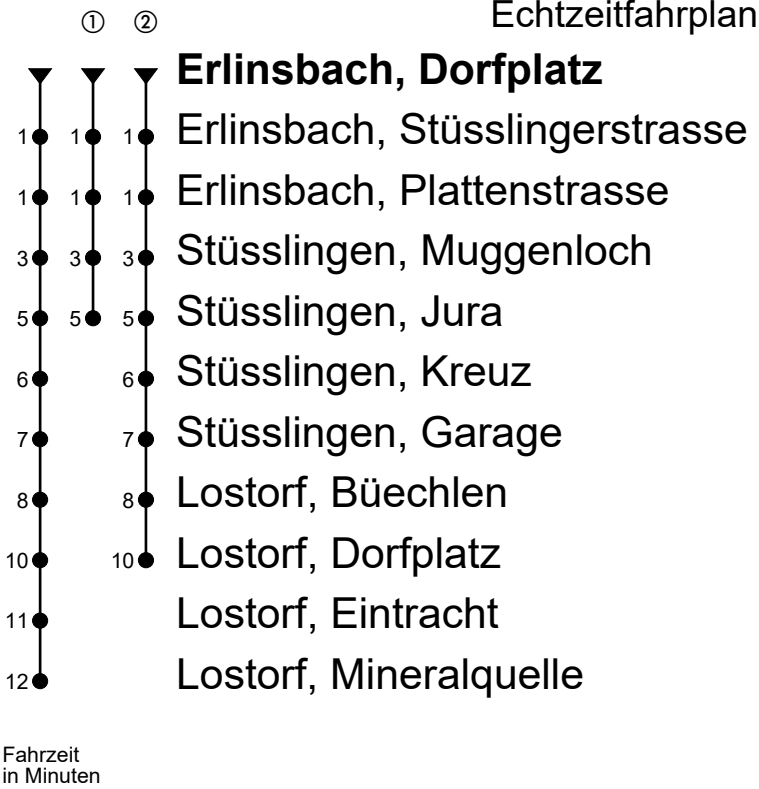 Echtzeitfahrplan
① ②
Erlinsbach, Dorfplatz
1 1 1 Erlinsbach, Stüsslingerstrasse
1 1 1 Erlinsbach, Plattenstrasse
3 3 3 Stüsslingen, Muggenloch
5 5 5 Stüsslingen, Jura
6 6 Stüsslingen, Kreuz
7 7 Stüsslingen, Garage
8 8 Lostorf, Büechlen
10 10 Lostorf, Dorfplatz
11 Lostorf, Eintracht
12 Lostorf, Mineralquelle
Fahrzeit
in Minuten